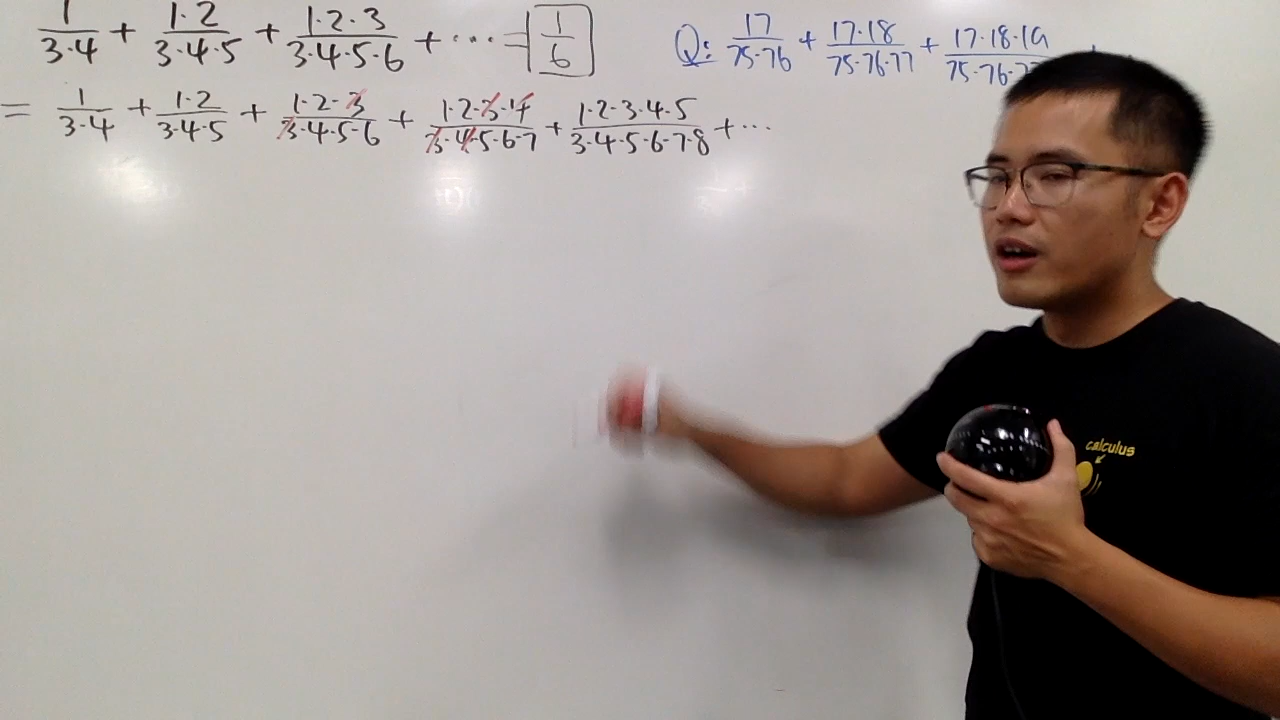 1/(3·4) + 1·2/(3·4·5) + 1·2·3/(3·4·5·6) + ··· = 1/6
Q: 17/(75·76) + 17·18/(75·76·77) + 17·18·19/(75·76·7
= 1/(3·4) + 1·2/(3·4·5) + 1·2·3/(3·4·5·6) + 1·2·3·4/(3·4·5·6·7) + 1·2·3·4·5/(3·4·5·6·7·8) + ···
calculus